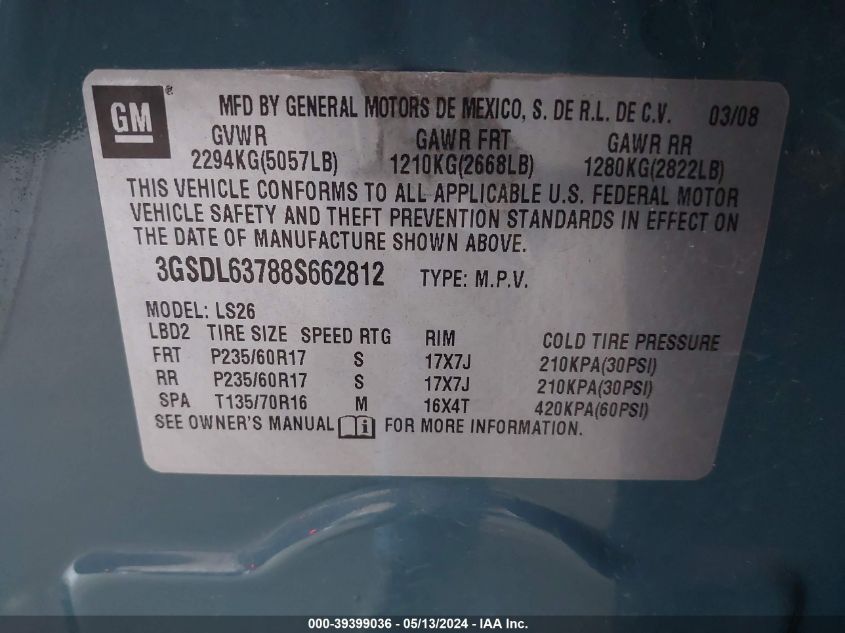 GM®
MFD BY GENERAL MOTORS DE MEXICO, S. DE R.L. DE C.V. 03/08
GVWR GAWR FRT GAWR RR
2294KG(5057LB) 1210KG(2668LB) 1280KG(2822LB)
THIS VEHICLE CONFORMS TO ALL APPLICABLE U.S. FEDERAL MOTOR
VEHICLE SAFETY AND THEFT PREVENTION STANDARDS IN EFFECT ON
THE DATE OF MANUFACTURE SHOWN ABOVE.
3GSDL63788S662812 TYPE: M.P.V.
MODEL: LS26
LBD2 TIRE SIZE SPEED RTG RIM COLD TIRE PRESSURE
FRT P235/60R17 S 17X7J 210KPA(30PSI)
RR P235/60R17 S 17X7J 210KPA(30PSI)
SPA T135/70R16 M 16X4T 420KPA(60PSI)
SEE OWNER'S MANUAL i FOR MORE INFORMATION.
000-39399036 - 05/13/2024 - IAA Inc.